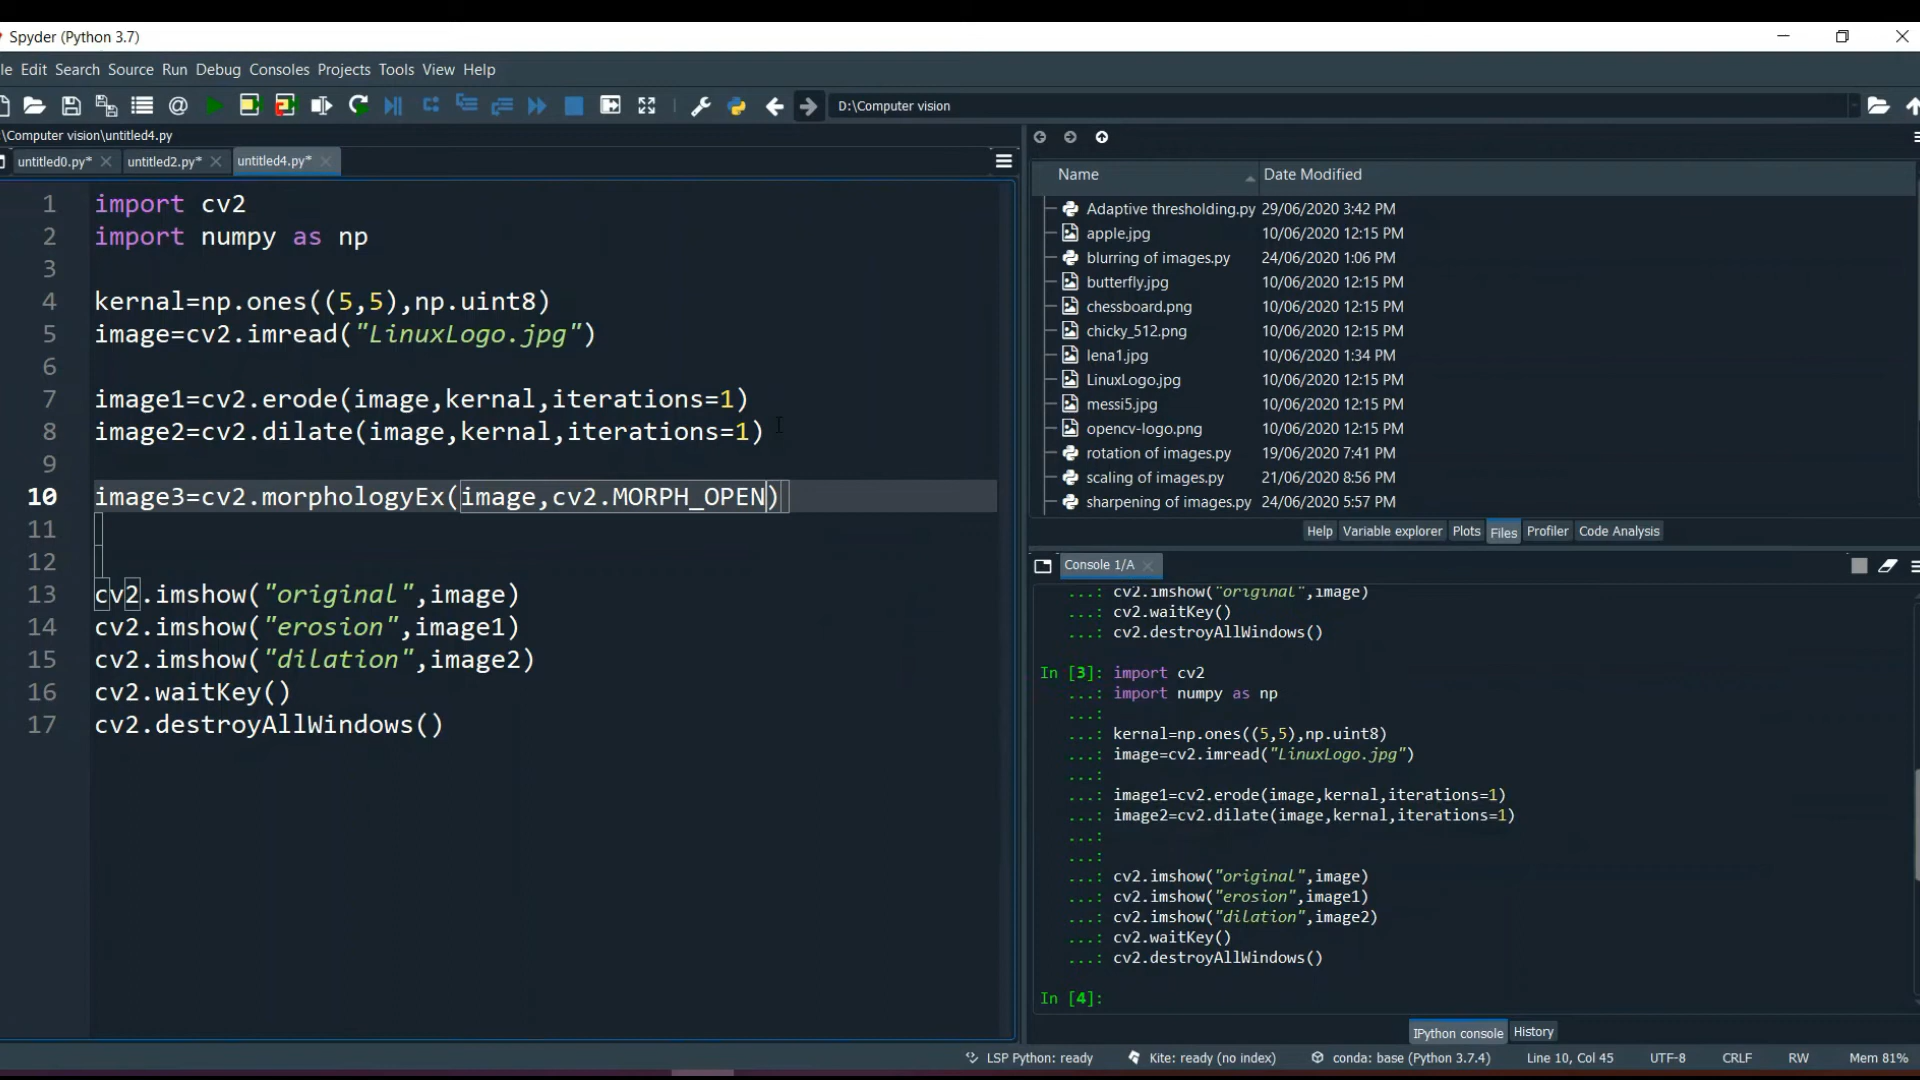 Spyder (Python 3.7)
le Edit Search Source Run Debug Consoles Projects Tools View Help
D:\Computer vision
\Computer vision\untitled4.py
untitled0.py* untitled2.py* untitled4.py*
1 import cv2
2 import numpy as np
3
4 kernal=np.ones((5,5),np.uint8)
5 image=cv2.imread("LinuxLogo.jpg")
6
7 image1=cv2.erode(image,kernal,iterations=1)
8 image2=cv2.dilate(image,kernal,iterations=1)
9
10 image3=cv2.morphologyEx(image,cv2.MORPH_OPEN)
11
12
13 cv2.imshow("original",image)
14 cv2.imshow("erosion",image1)
15 cv2.imshow("dilation",image2)
16 cv2.waitKey()
17 cv2.destroyAllWindows()
Name Date Modified
Adaptive thresholding.py 29/06/2020 3:42 PM
apple.jpg 10/06/2020 12:15 PM
blurring of images.py 24/06/2020 1:06 PM
butterfly.jpg 10/06/2020 12:15 PM
chessboard.png 10/06/2020 12:15 PM
chicky_512.png 10/06/2020 12:15 PM
lena1.jpg 10/06/2020 1:34 PM
LinuxLogo.jpg 10/06/2020 12:15 PM
messi5.jpg 10/06/2020 12:15 PM
opencv-logo.png 10/06/2020 12:15 PM
rotation of images.py 19/06/2020 7:41 PM
scaling of images.py 21/06/2020 8:56 PM
sharpening of images.py 24/06/2020 5:57 PM
Help Variable explorer Plots Files Profiler Code Analysis
Console 1/A
...: cv2.imshow("original",image)
...: cv2.waitKey()
...: cv2.destroyAllWindows()
In [3]: import cv2
...: import numpy as np
...:
...: kernal=np.ones((5,5),np.uint8)
...: image=cv2.imread("LinuxLogo.jpg")
...:
...: image1=cv2.erode(image,kernal,iterations=1)
...: image2=cv2.dilate(image,kernal,iterations=1)
...:
...:
...: cv2.imshow("original",image)
...: cv2.imshow("erosion",image1)
...: cv2.imshow("dilation",image2)
...: cv2.waitKey()
...: cv2.destroyAllWindows()
In [4]:
IPython console History
LSP Python: ready Kite: ready (no index) conda: base (Python 3.7.4) Line 10, Col 45 UTF-8 CRLF RW Mem 81%